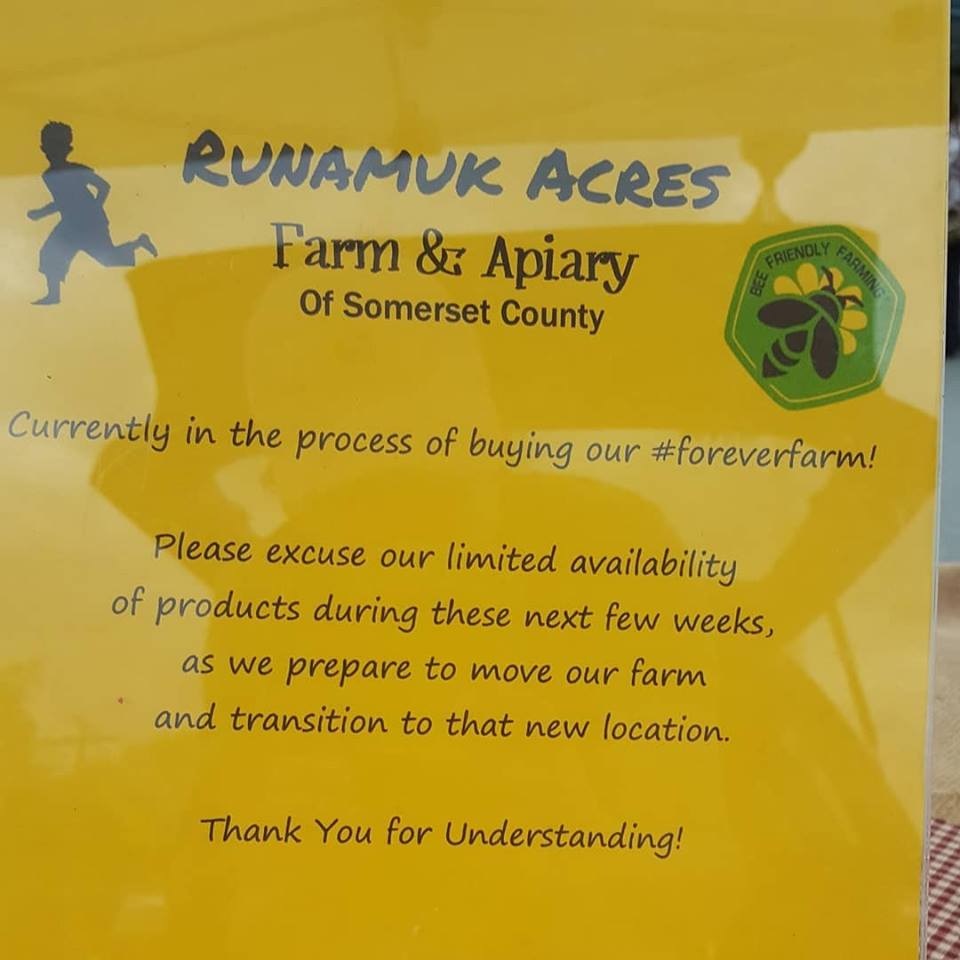 RUNAMUK ACRES
Farm & Apiary
Of Somerset County
BEE FRIENDLY FARMING
Currently in the process of buying our #foreverfarm!
Please excuse our limited availability
of products during these next few weeks,
as we prepare to move our farm
and transition to that new location.
Thank You for Understanding!